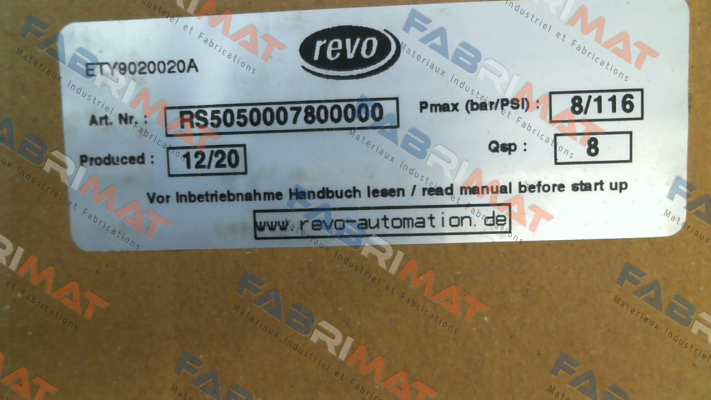 revo
ETY9020020A
Art. Nr. : RS5050007800000 Pmax (bar/PSI) : 8/116
Produced : 12/20 Qsp : 8
Vor Inbetriebnahme Handbuch lesen / read manual before start up
www.revo-automation.de
FABRIMAT
Materiaux Industriel et Fabrications